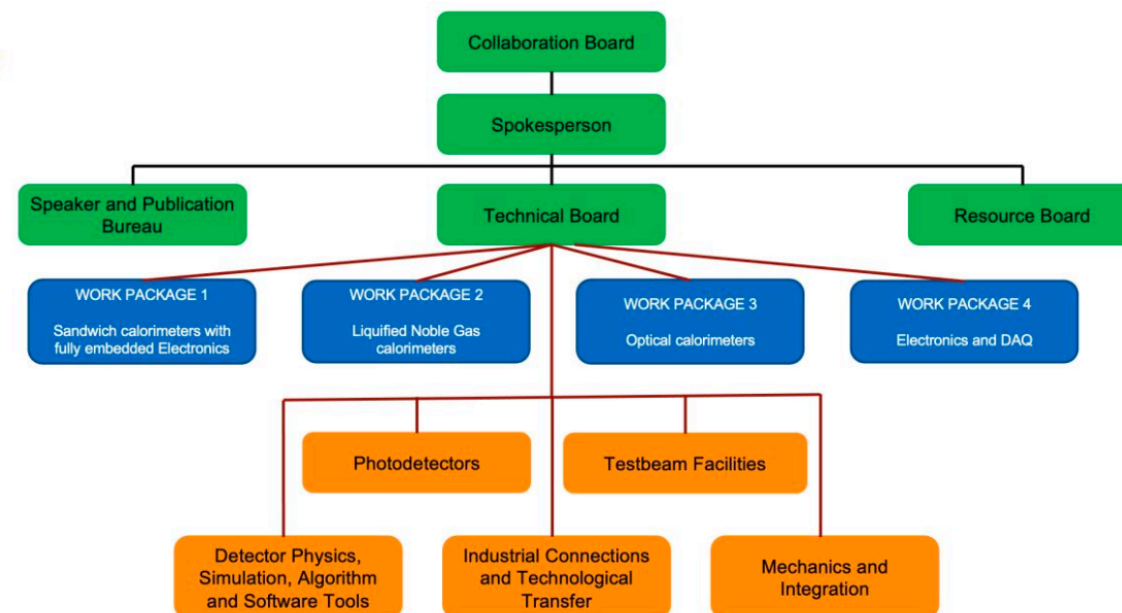 Collaboration Board
Spokesperson
Speaker and Publication
Bureau
Technical Board
Resource Board
WORK PACKAGE 1
Sandwich calorimeters with
fully embedded Electronics
WORK PACKAGE 2
Liquified Noble Gas
calorimeters
WORK PACKAGE 3
Optical calorimeters
WORK PACKAGE 4
Electronics and DAQ
Photodetectors
Testbeam Facilities
Detector Physics,
Simulation, Algorithm
and Software Tools
Industrial Connections
and Technological
Transfer
Mechanics and
Integration